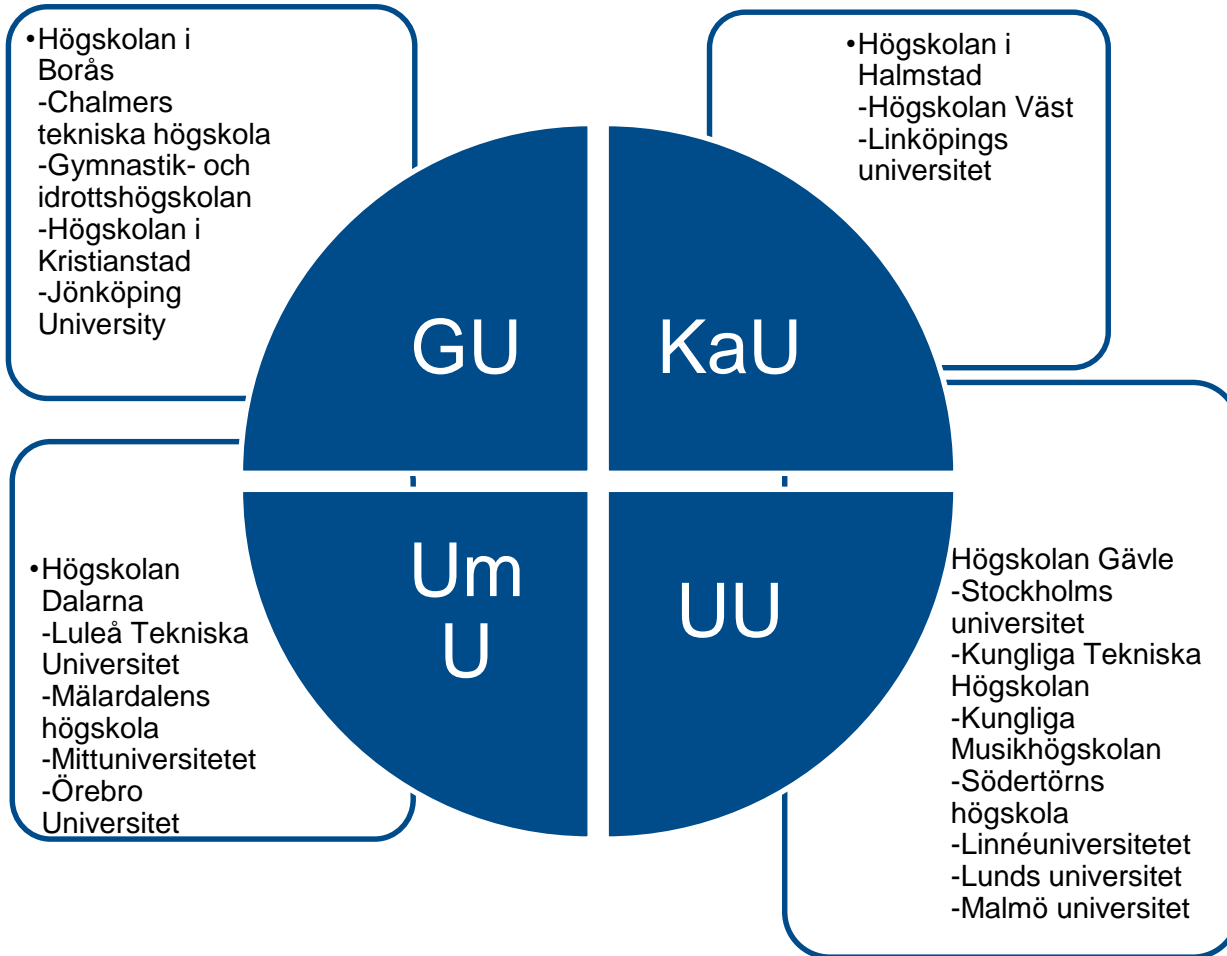 •Högskolan i
Borås
-Chalmers
tekniska högskola
-Gymnastik- och
idrottshögskolan
-Högskolan i
Kristianstad
-Jönköping
University
•Högskolan i
Halmstad
-Högskolan Väst
-Linköpings
universitet
GU
KaU
Um
U
UU
•Högskolan
Dalarna
-Luleå Tekniska
Universitet
-Mälardalens
högskola
-Mittuniversitetet
-Örebro
Universitet
Högskolan Gävle
-Stockholms
universitet
-Kungliga Tekniska
Högskolan
-Kungliga
Musikhögskolan
-Södertörns
högskola
-Linnéuniversitetet
-Lunds universitet
-Malmö universitet